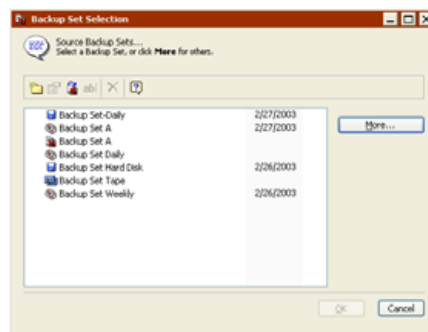 Backup Set Selection
Source Backup Sets...
Select a Backup Set, or click More for others.
Backup Set-Daily 2/27/2003
Backup Set A 2/27/2003
Backup Set A
Backup Set Daily
Backup Set Hard Disk 2/26/2003
Backup Set Tape
Backup Set Weekly 2/26/2003
More...
OK
Cancel